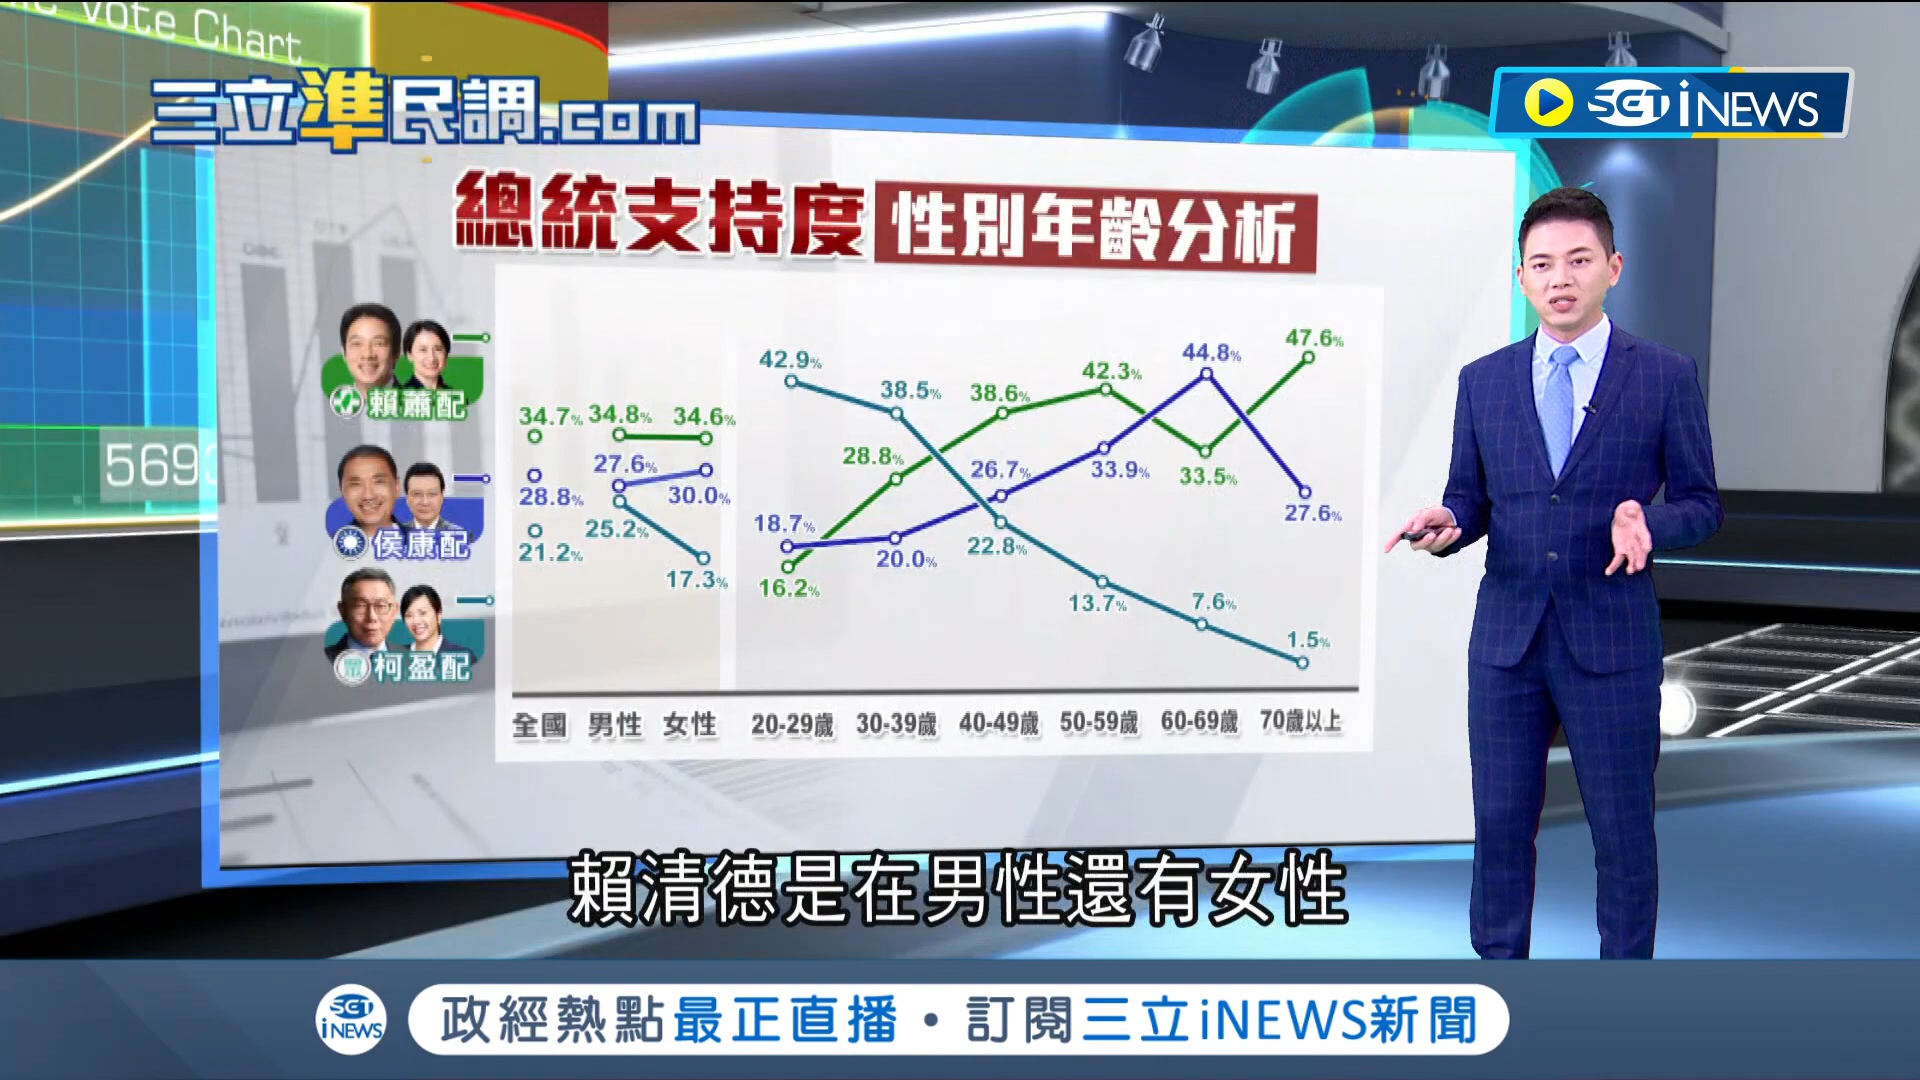 Vote Chart
三立準民調.com
SET iNEWS
總統支持度 性別年齡分析
賴蕭配
侯康配
眾 柯盈配
34.7% 34.8% 34.6%
28.8% 27.6% 30.0%
21.2% 25.2% 17.3%
42.9% 38.5% 22.8% 13.7% 7.6% 1.5%
16.2% 28.8% 38.6% 42.3% 33.5% 47.6%
18.7% 20.0% 26.7% 33.9% 44.8% 27.6%
全國 男性 女性 20-29歲 30-39歲 40-49歲 50-59歲 60-69歲 70歲以上
569
賴清德是在男性還有女性
SET iNEWS 政經熱點最正直播・訂閱三立iNEWS新聞